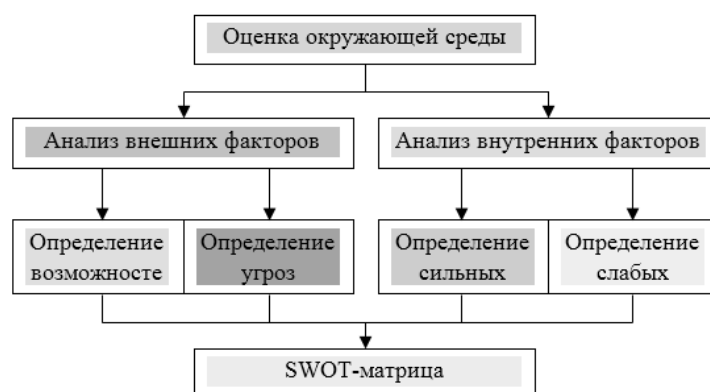 Оценка окружающей среды
Анализ внешних факторов
Анализ внутренних факторов
Определение
возможносте
Определение
угроз
Определение
сильных
Определение
слабых
SWOT-матрица